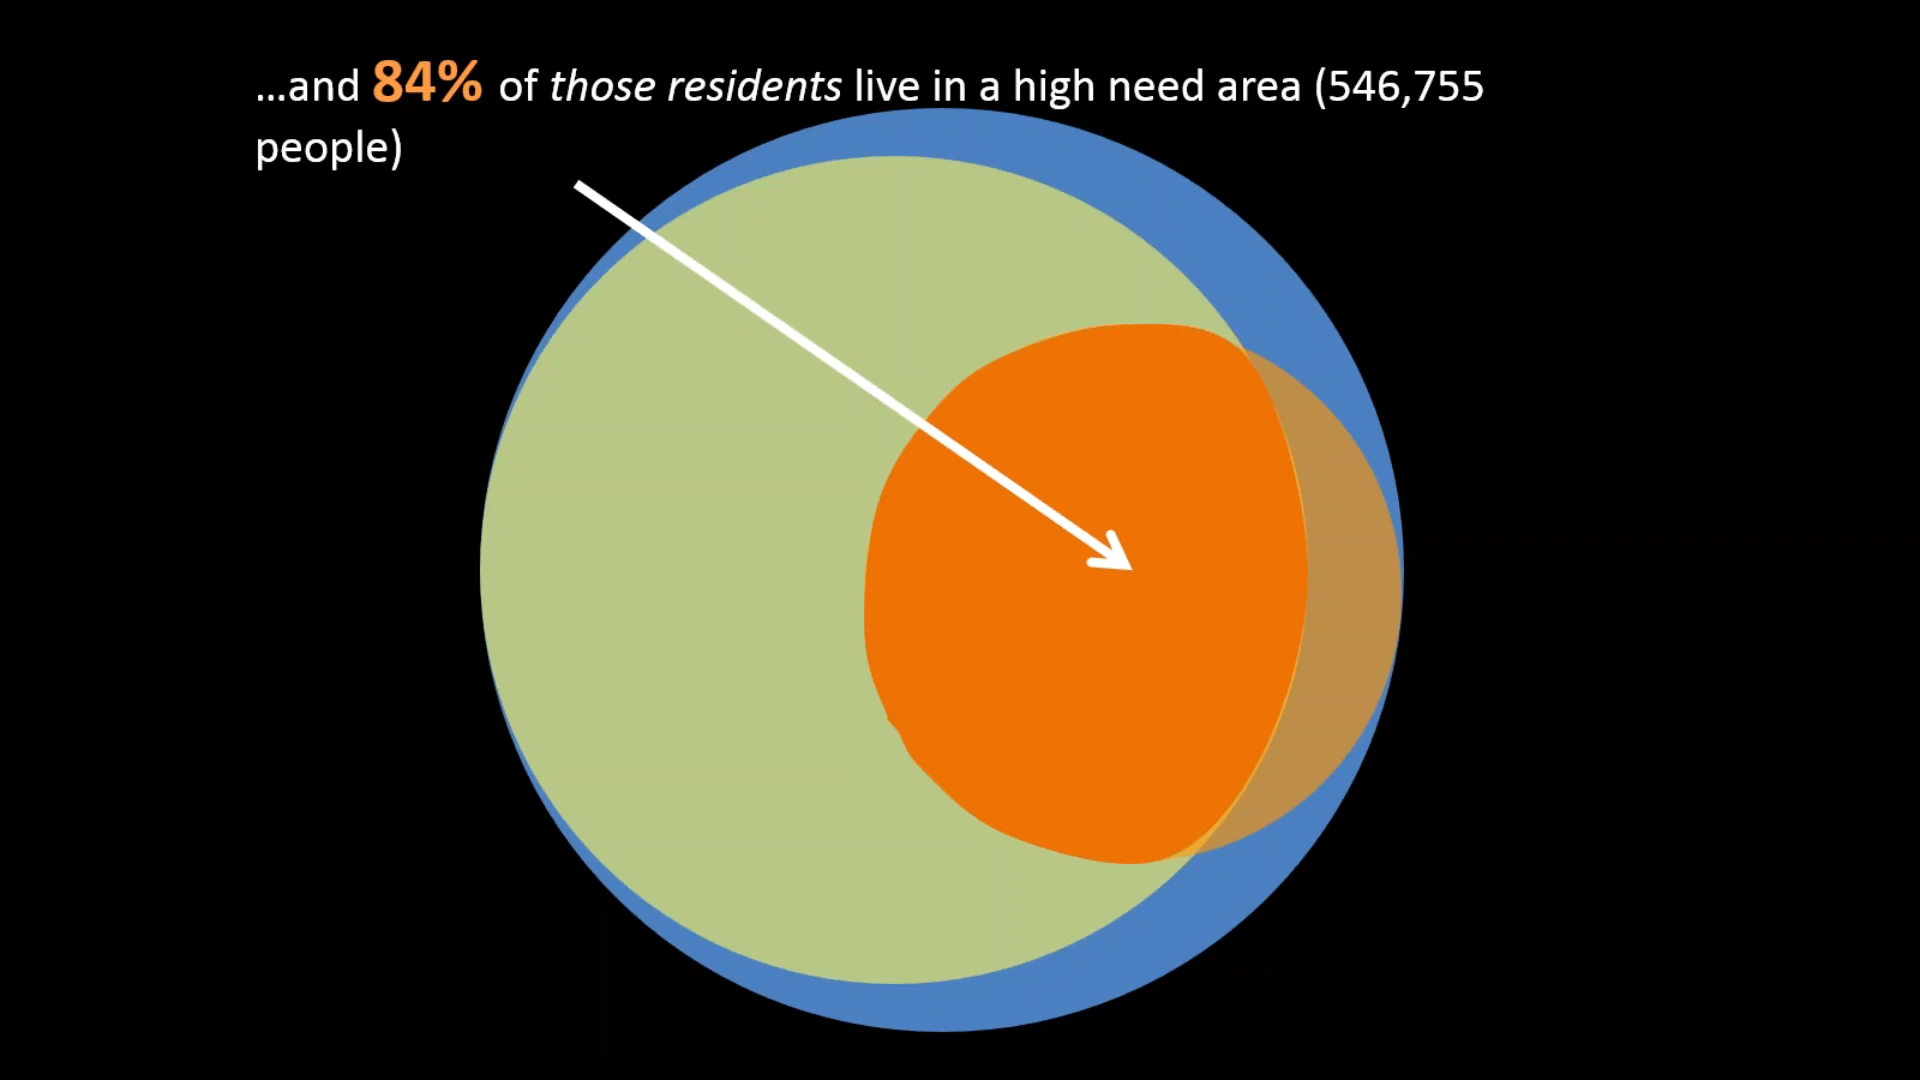 ...and 84% of those residents live in a high need area (546,755
people)